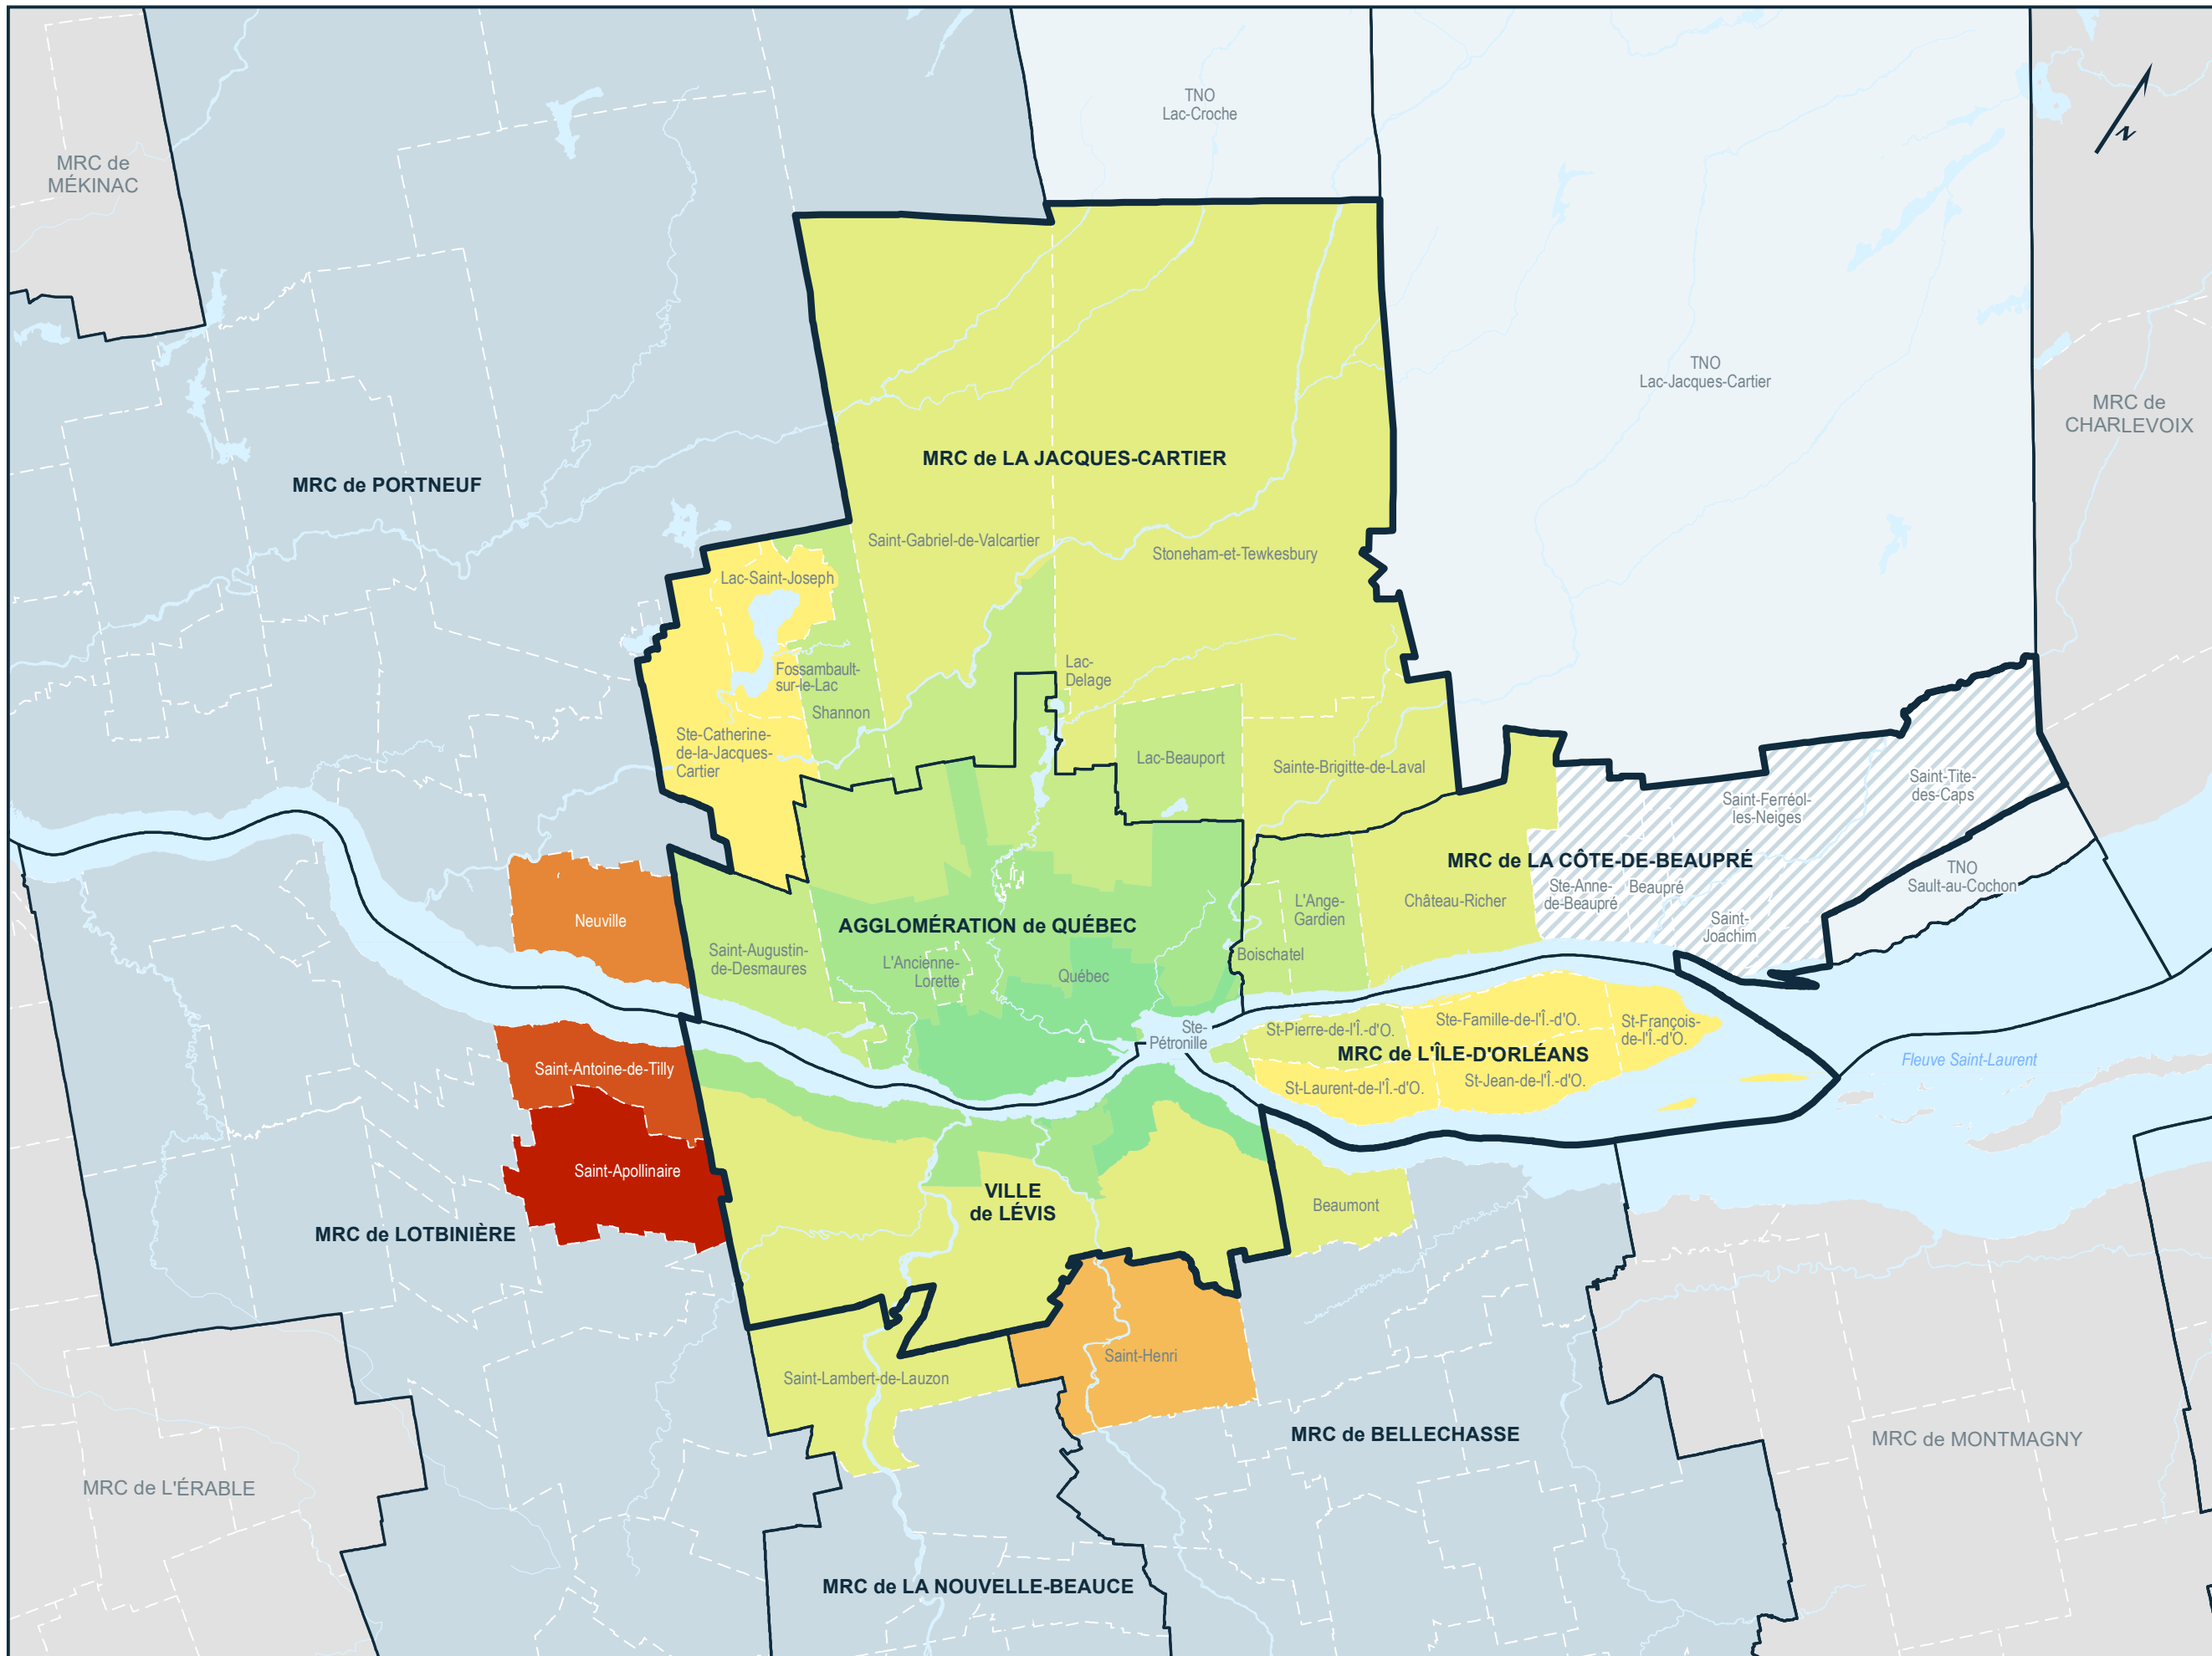 TNO
Lac-Croche
N
MRC de
MÉKINAC
TNO
Lac-Jacques-Cartier
MRC de
CHARLEVOIX
MRC de LA JACQUES-CARTIER
MRC de PORTNEUF
Saint-Gabriel-de-Valcartier
Stoneham-et-Tewkesbury
Lac-Saint-Joseph
Fossambault-
sur-le-Lac
Shannon
Lac-
Delage
Ste-Catherine-
de-la-Jacques-
Cartier
Lac-Beauport
Sainte-Brigitte-de-Laval
Saint-Tite-
des-Caps
Saint-Ferréol-
les-Neiges
MRC de LA CÔTE-DE-BEAUPRÉ
TNO
Sault-au-Cochon
Ste-Anne-
de-Beaupré
Beaupré
Saint-
Joachim
Château-Richer
L'Ange-
Gardien
Boischatel
Neuville
AGGLOMÉRATION de QUÉBEC
Saint-Augustin-
de-Desmaures
L'Ancienne-
Lorette
Québec
Ste-
Pétronille
St-Pierre-de-l'Î.-d'O.
Ste-Famille-de-l'Î.-d'O.
St-François-
de-l'Î.-d'O.
MRC de L'ÎLE-D'ORLÉANS
St-Laurent-de-l'Î.-d'O.
St-Jean-de-l'Î.-d'O.
Fleuve Saint-Laurent
Saint-Antoine-de-Tilly
Saint-Apollinaire
MRC de LOTBINIÈRE
VILLE
de LÉVIS
Beaumont
Saint-Henri
Saint-Lambert-de-Lauzon
MRC de BELLECHASSE
MRC de MONTMAGNY
MRC de L'ÉRABLE
MRC de LA NOUVELLE-BEAUCE